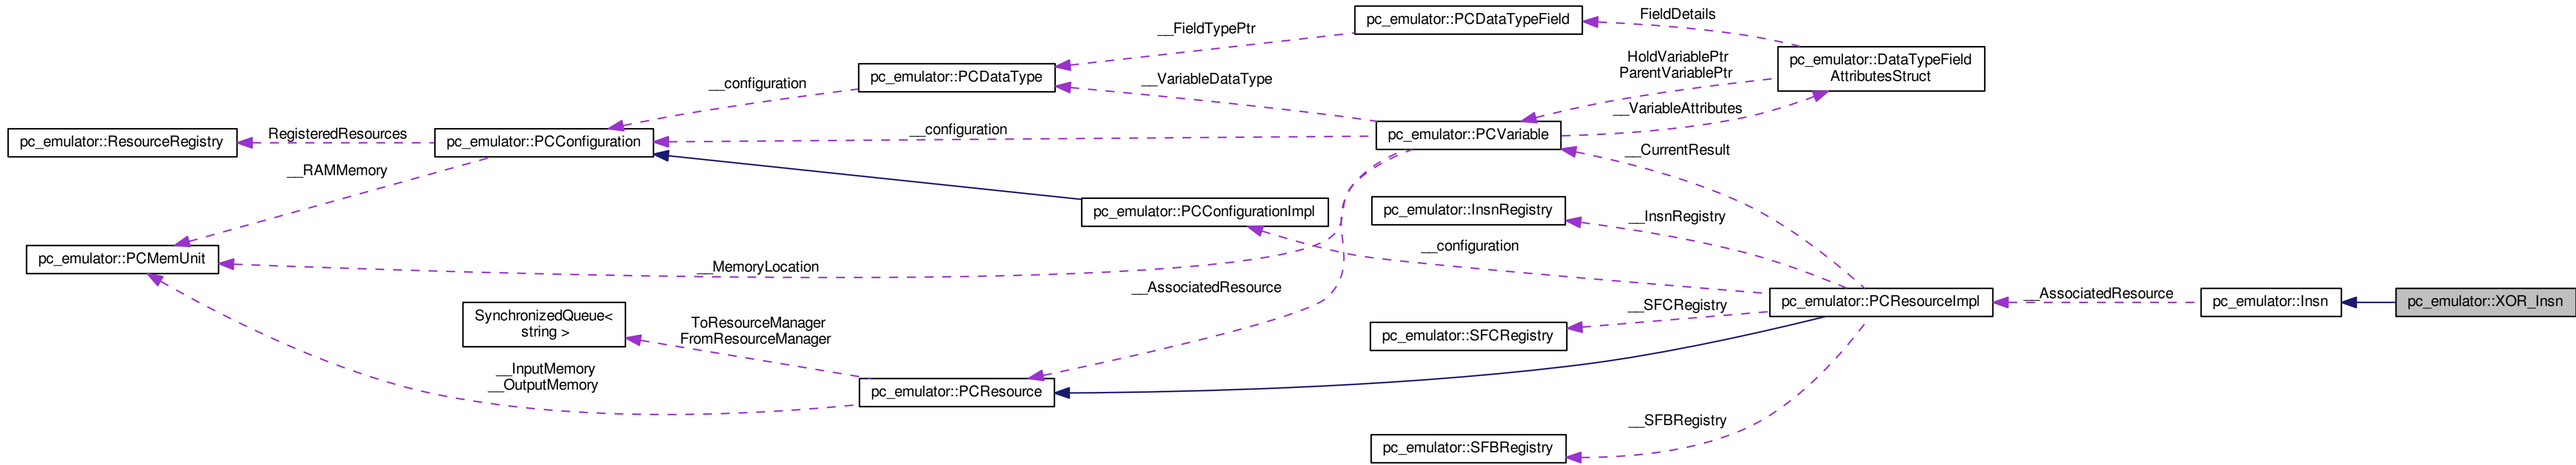 pc_emulator::PCDataTypeField
FieldDetails
__FieldTypePtr
HoldVariablePtr
ParentVariablePtr
pc_emulator::DataTypeField
AttributesStruct
pc_emulator::PCDataType
__configuration
__VariableDataType
__VariableAttributes
pc_emulator::ResourceRegistry
RegisteredResources
pc_emulator::PCConfiguration
__configuration
pc_emulator::PCVariable
__CurrentResult
__RAMMemory
pc_emulator::PCConfigurationImpl
pc_emulator::InsnRegistry
__InsnRegistry
__configuration
pc_emulator::PCMemUnit
__MemoryLocation
__AssociatedResource
pc_emulator::PCResourceImpl
__AssociatedResource
pc_emulator::Insn
pc_emulator::XOR_Insn
SynchronizedQueue<
string >
ToResourceManager
FromResourceManager
__SFCRegistry
pc_emulator::SFCRegistry
__InputMemory
__OutputMemory
pc_emulator::PCResource
__SFBRegistry
pc_emulator::SFBRegistry